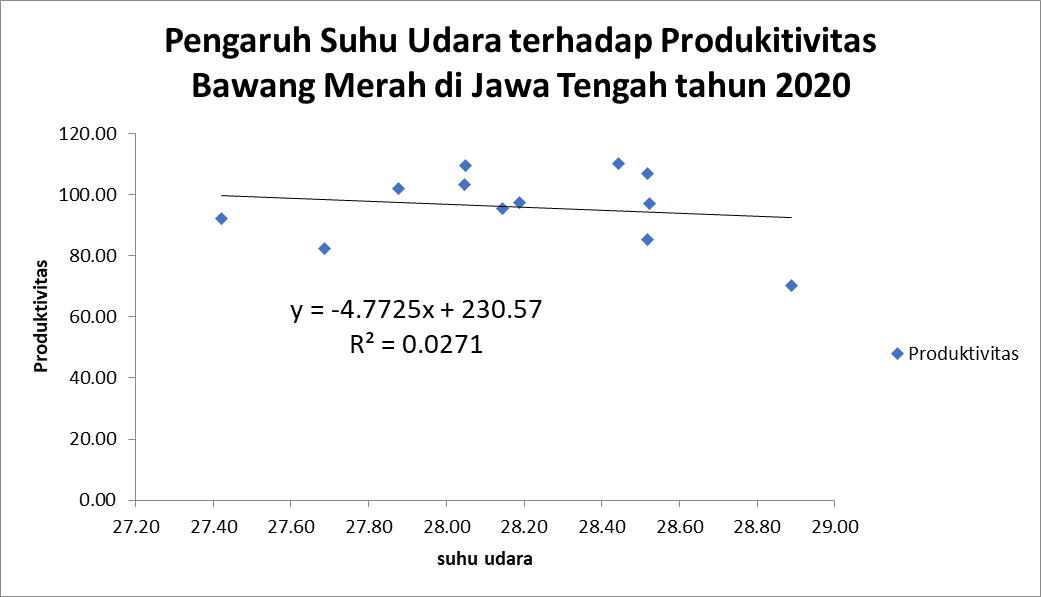 Pengaruh Suhu Udara terhadap Produkitivitas
Bawang Merah di Jawa Tengah tahun 2020
120.00
100.00
80.00
60.00
40.00
20.00
0.00
Produktivitas
y = -4.7725x + 230.57
R² = 0.0271
Produktivitas
27.20 27.40 27.60 27.80 28.00 28.20 28.40 28.60 28.80 29.00
suhu udara